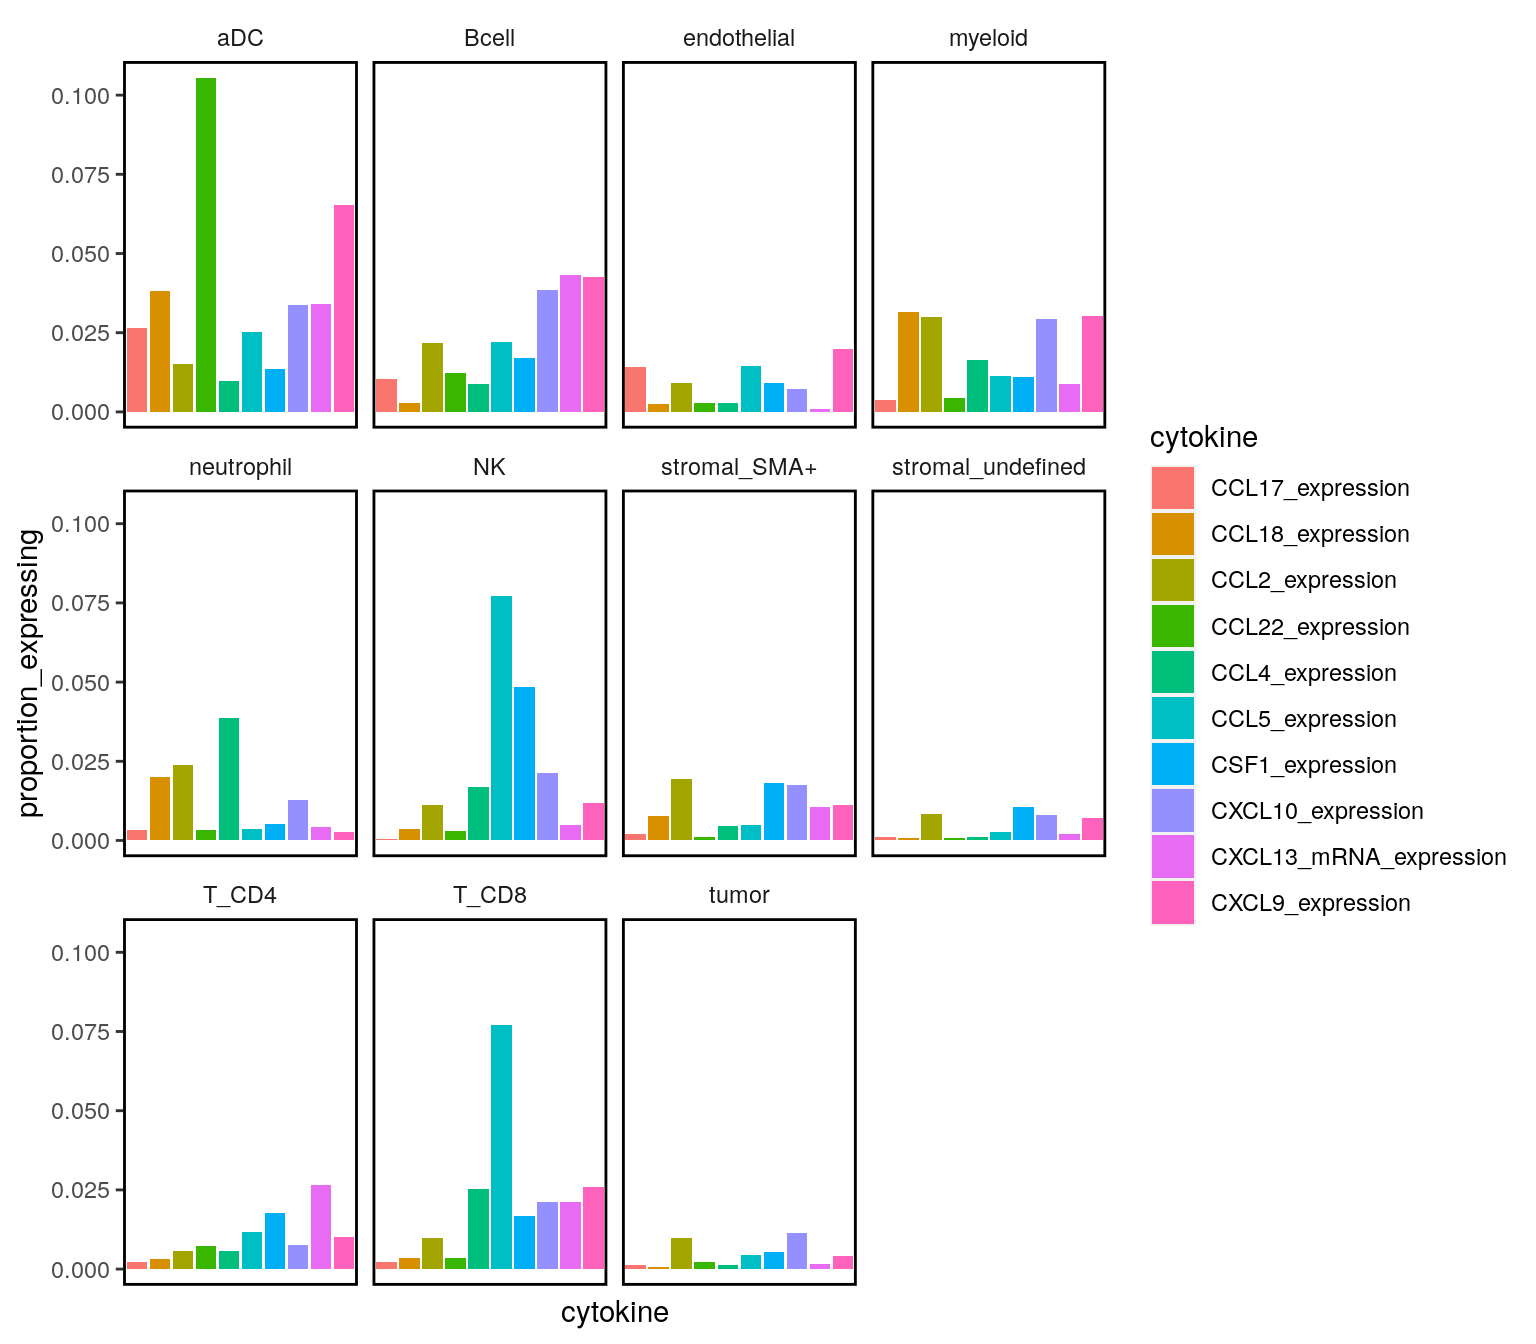 aDC
Bcell
endothelial
myeloid
0.100
0.075
0.050
0.025
0.000
neutrophil
NK
stromal_SMA+
stromal_undefined
0.100
0.075
0.050
0.025
0.000
T_CD4
T_CD8
tumor
0.100
0.075
0.050
0.025
0.000
proportion_expressing
cytokine
cytokine
CCL17_expression
CCL18_expression
CCL2_expression
CCL22_expression
CCL4_expression
CCL5_expression
CSF1_expression
CXCL10_expression
CXCL13_mRNA_expression
CXCL9_expression